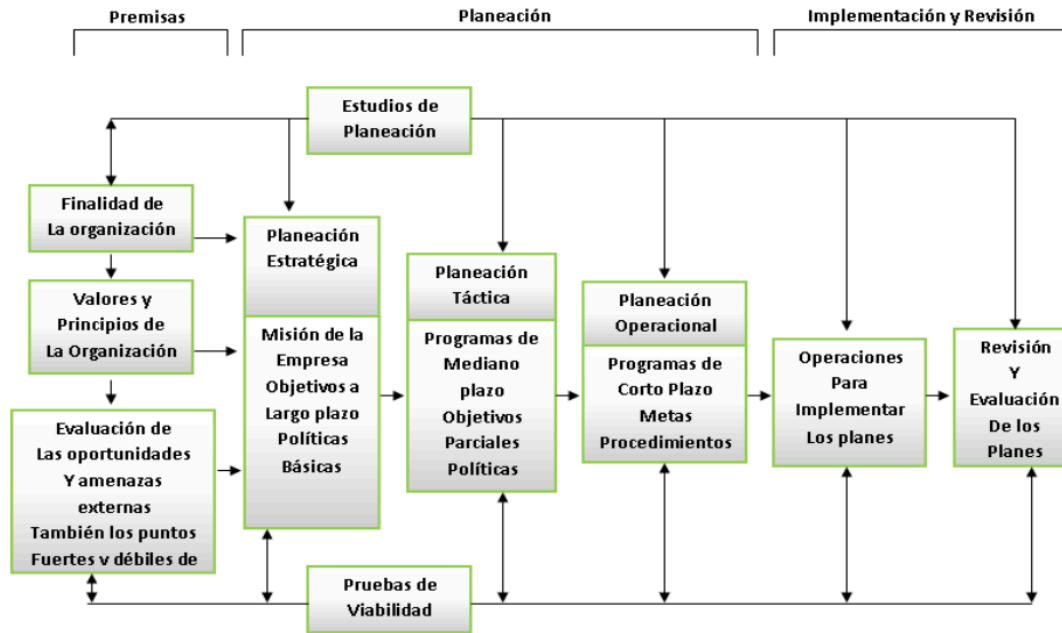 Premisas
Planeación
Implementación y Revisión
Estudios de
Planeación
Finalidad de
La organización
Valores y
Principios de
La Organización
Evaluación de
Las oportunidades
Y amenazas
externas
También los puntos
Fuertes y débiles de
Planeación
Estratégica
Misión de la
Empresa
Objetivos a
Largo plazo
Políticas
Básicas
Planeación
Táctica
Programas de
Mediano
plazo
Objetivos
Parciales
Políticas
Planeación
Operacional
Programas de
Corto Plazo
Metas
Procedimientos
Operaciones
Para
Implementar
Los planes
Revisión
Y
Evaluación
De los
Planes
Pruebas de
Viabilidad